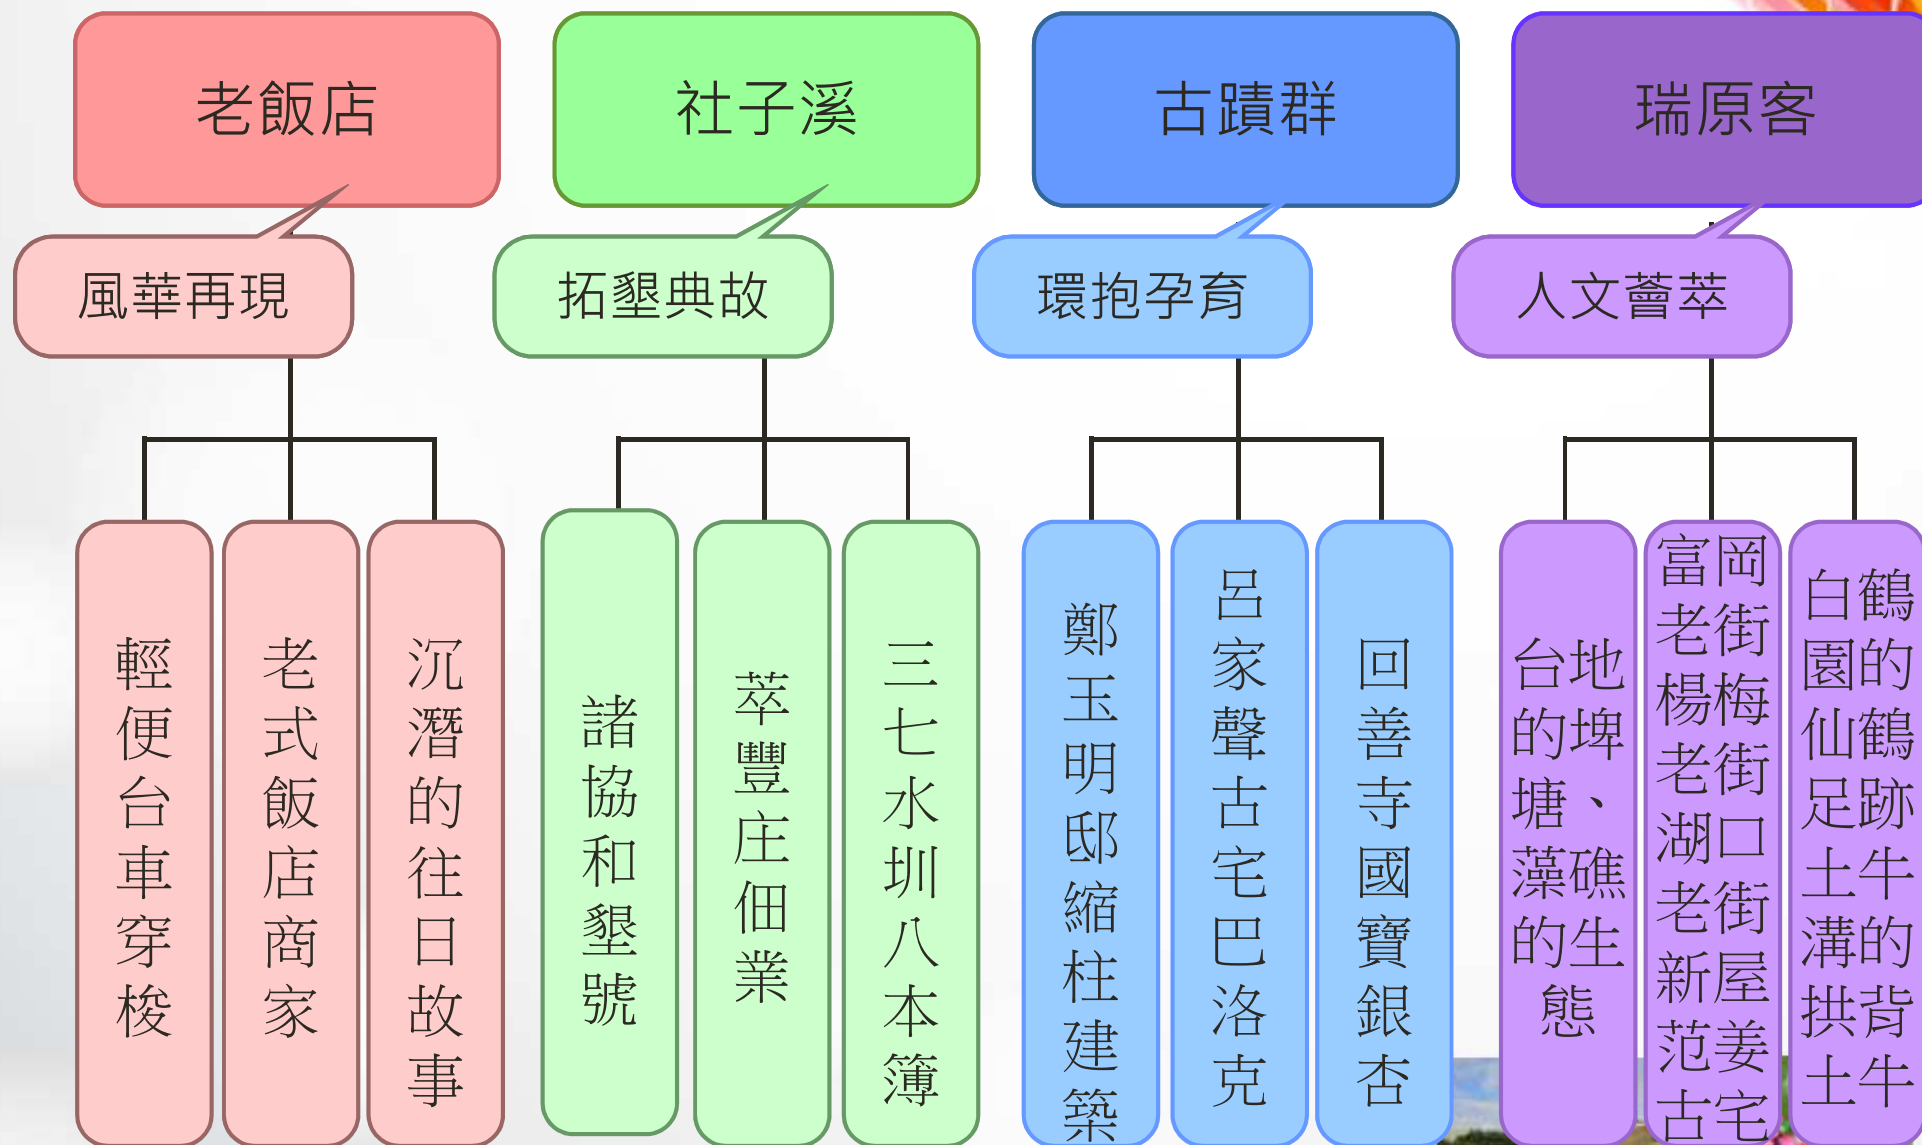 老飯店
社子溪
古蹟群
瑞原客
風華再現
拓墾典故
環抱孕育
人文薈萃
輕便台車穿梭
老式飯店商家
沉潛的往日故事
諸協和墾號
萃豐庄佃業
三七水圳八本簿
鄭玉明邸縮柱建築
呂家聲古宅巴洛克
回善寺國寶銀杏
台地
的埤
塘、
藻礁
的生
態
富岡
老街
楊梅
老街
湖口
老街
新屋
范姜
古宅
白鶴
園的
仙鶴
足跡
土牛
溝的
拱背
土牛